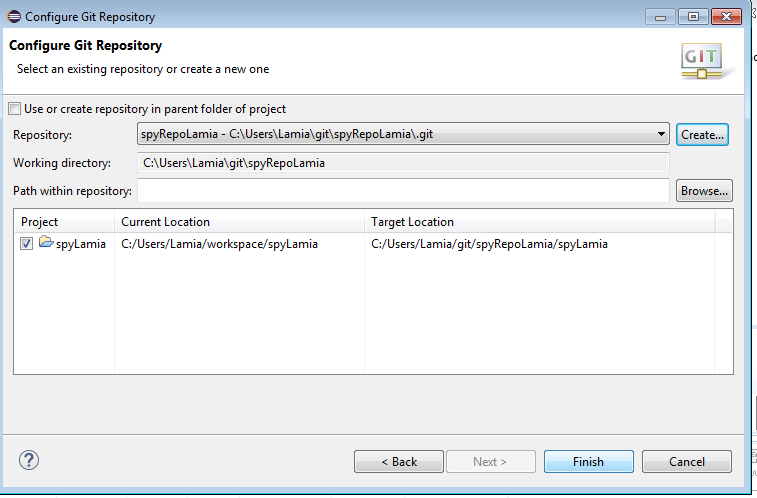 Configure Git Repository
Configure Git Repository
Select an existing repository or create a new one
GIT
Use or create repository in parent folder of project
Repository: spyRepoLamia - C:\Users\Lamia\git\spyRepoLamia\.git Create...
Working directory: C:\Users\Lamia\git\spyRepoLamia
Path within repository: Browse...
Project Current Location Target Location
spyLamia C:/Users/Lamia/workspace/spyLamia C:/Users/Lamia/git/spyRepoLamia/spyLamia
? < Back Next > Finish Cancel